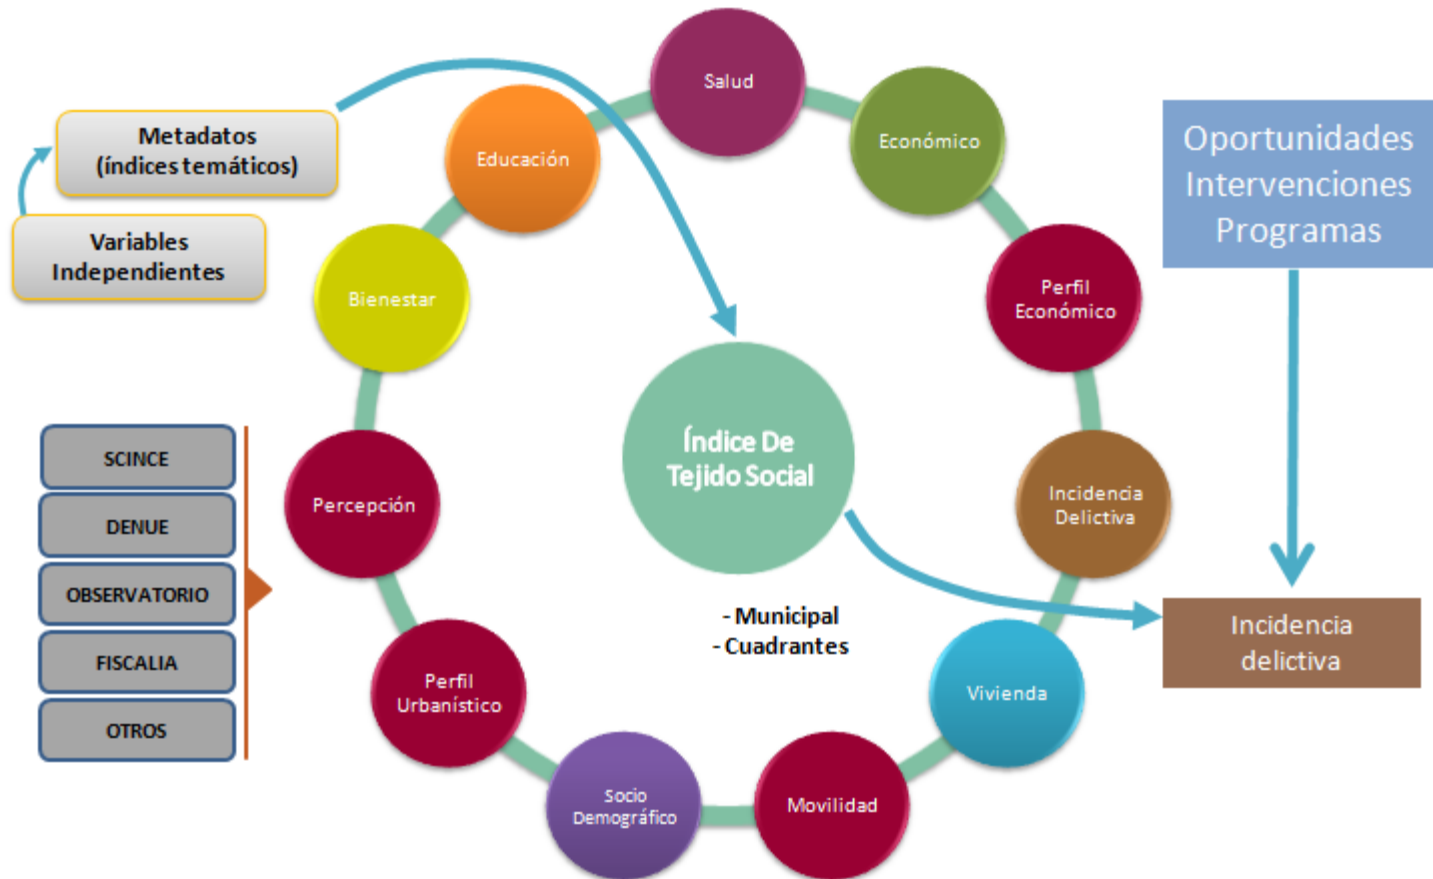 Metadatos
(índices temáticos)
Variables
Independientes
Salud
Económico
Educación
Bienestar
Perfil
Económico
Oportunidades
Intervenciones
Programas
Índice De
Tejido Social
SCINCE
DENUE
OBSERVATORIO
FISCALIA
OTROS
Percepción
Incidencia
Delictiva
- Municipal
- Cuadrantes
Incidencia
delictiva
Perfil
Urbanístico
Vivienda
Socio
Demográfico
Movilidad